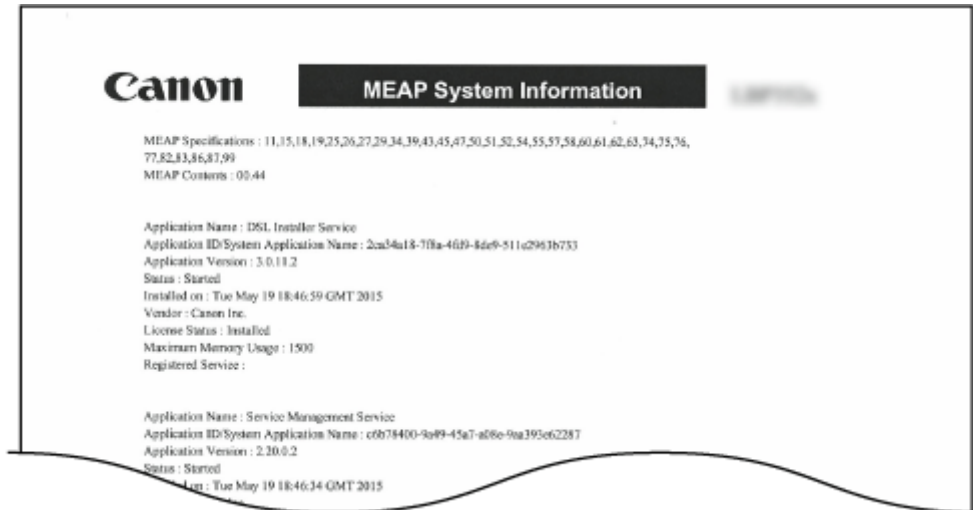 Canon
MEAP System Information
MEAP Specifications : 11,15,18,19,25,26,27,29,34,39,43,45,47,50,51,52,54,55,57,58,60,61,62,63,74,75,76,
77,82,83,86,87,99
MEAP Contents : 00.44
Application Name : DSL Installer Service
Application ID/System Application Name : 2ca34a18-7f8a-4fd9-8de9-511e2963b733
Application Version : 3.0.11.2
Status : Started
Installed on : Tue May 19 18:46:59 GMT 2015
Vendor : Canon Inc.
License Status : Installed
Maximum Memory Usage : 1500
Registered Service :
Application Name : Service Management Service
Application ID/System Application Name : c6b78400-9a49-45a7-a08e-9aa393e62287
Application Version : 2.20.0.2
Status : Started
on : Tue May 19 18:46:34 GMT 2015